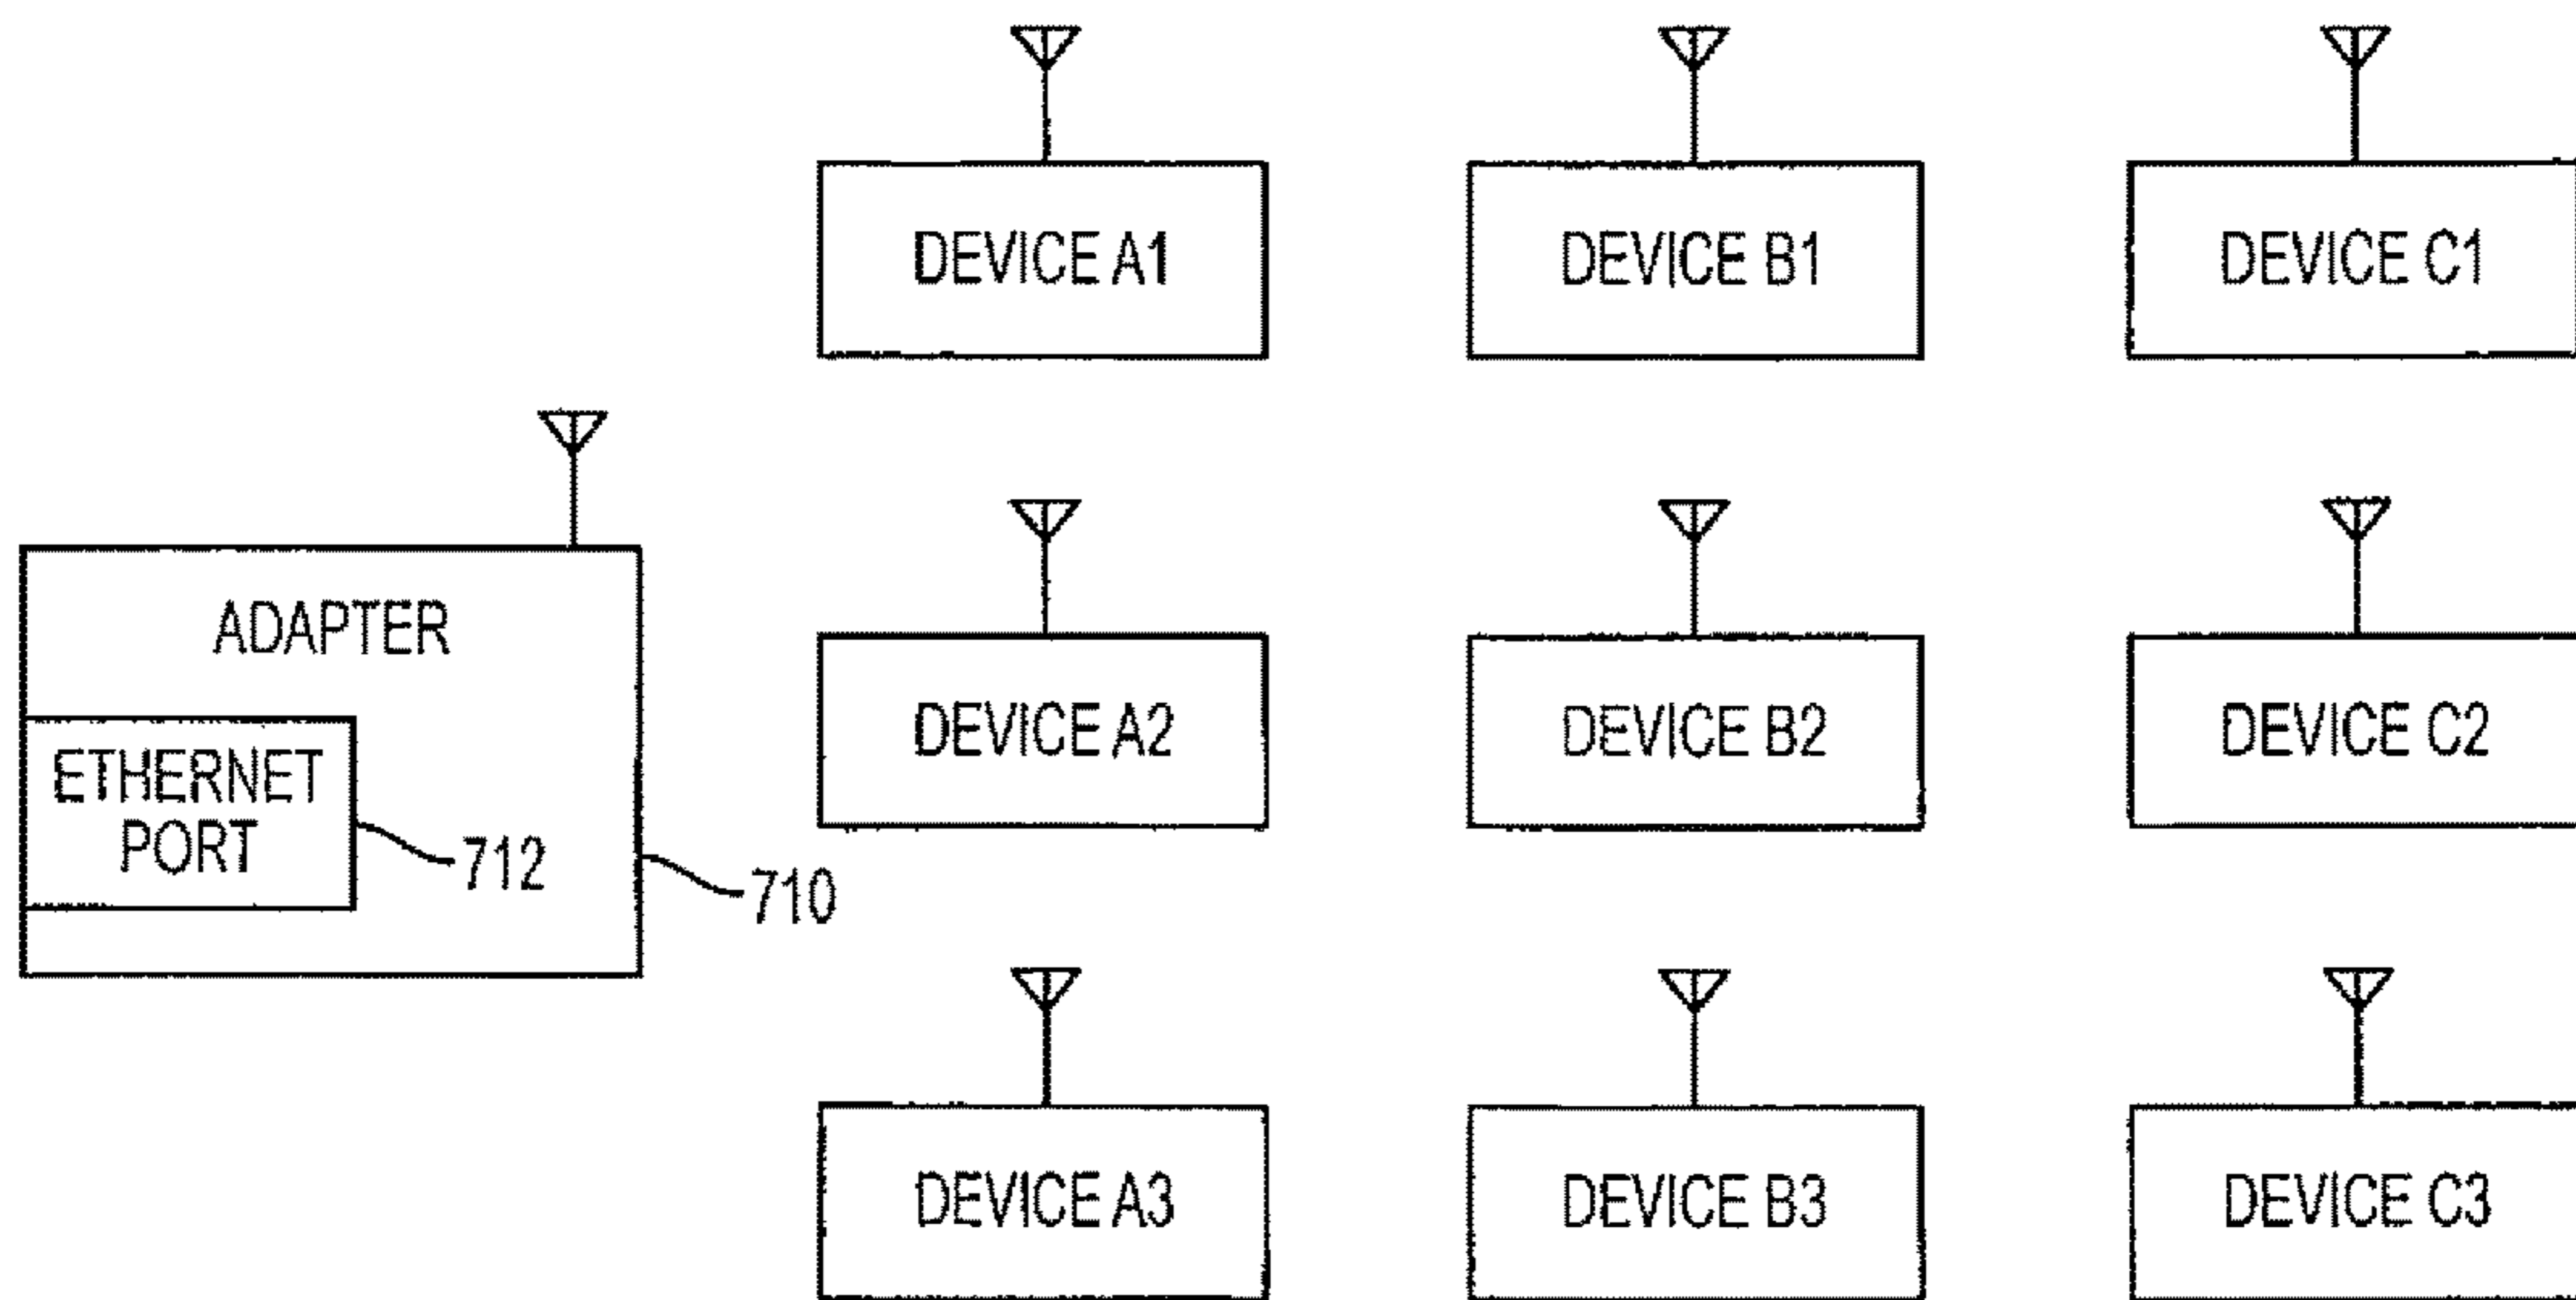 DEVICE A1
DEVICE B1
DEVICE C1
ADAPTER
ETHERNET
PORT
712
710
DEVICE A2
DEVICE B2
DEVICE C2
DEVICE A3
DEVICE B3
DEVICE C3